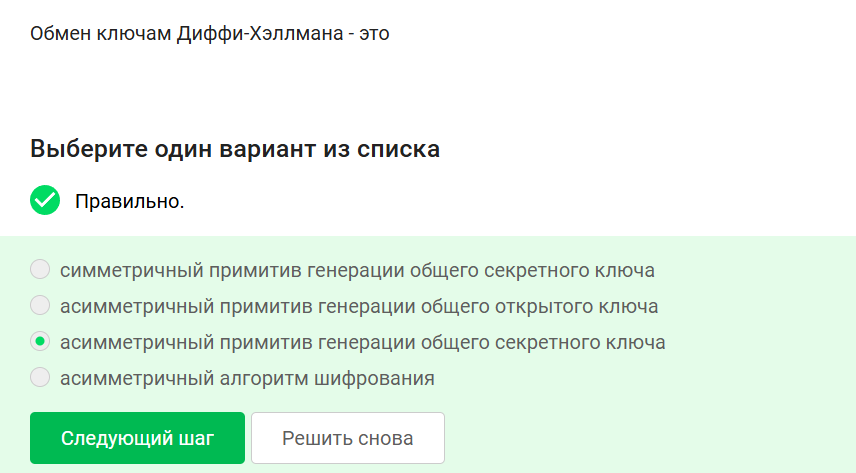 Обмен ключам Диффи-Хэллмана - это
Выберите один вариант из списка
Правильно.
симметричный примитив генерации общего секретного ключа
асимметричный примитив генерации общего открытого ключа
асимметричный примитив генерации общего секретного ключа
асимметричный алгоритм шифрования
Следующий шаг
Решить снова